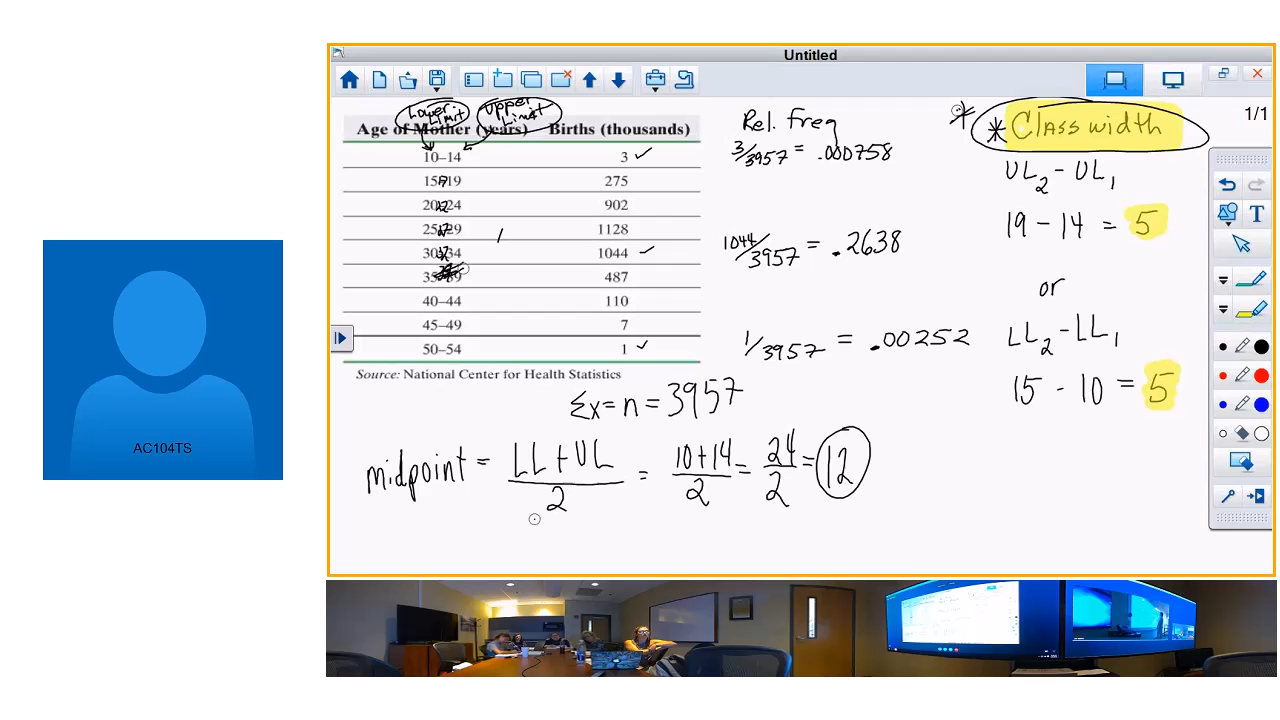 Untitled
1/1
Lower Limit
Upper Limit
Age of Mother (years) Births (thousands)
10–14 3 ✓
15–19 275
20–24 902
25–29 1128
30–34 1044 ✓
35–39 487
40–44 110
45–49 7
50–54 1 ✓
Source: National Center for Health Statistics
Rel. Freq
3/3957 = .000758
1044/3957 = .2638
1/3957 = .00252
* Class width
UL2 – UL1
19 – 14 = 5
or
LL2 – LL1
15 - 10 = 5
Σx = n = 3957
midpoint = LL + UL / 2 = 10+14 / 2 = 24 / 2 = 12
T
AC104TS